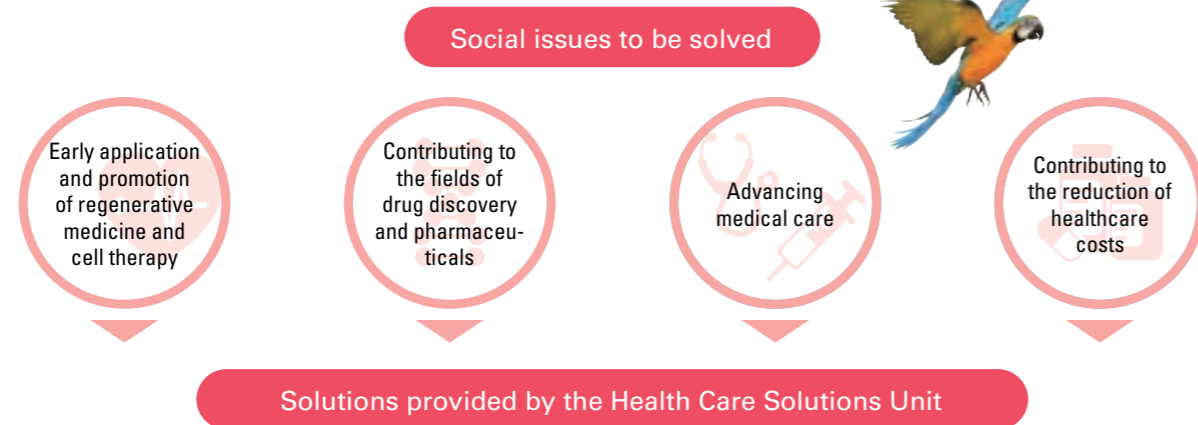 Social issues to be solved
Early application
and promotion
of regenerative
medicine and
cell therapy
Contributing to
the fields of
drug discovery
and pharmaceu-
ticals
Advancing
medical care
Contributing to
the reduction of
healthcare
costs
Solutions provided by the Health Care Solutions Unit